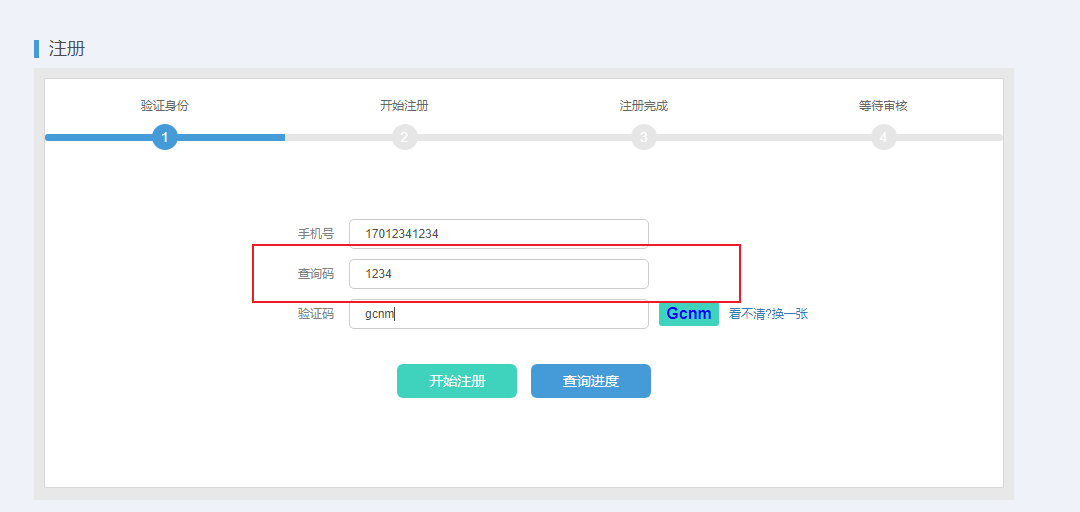 注册
验证身份 开始注册 注册完成 等待审核
1 2 3 4
手机号 17012341234
查询码 1234
验证码 gcnm Gcnm 看不清?换一张
开始注册 查询进度